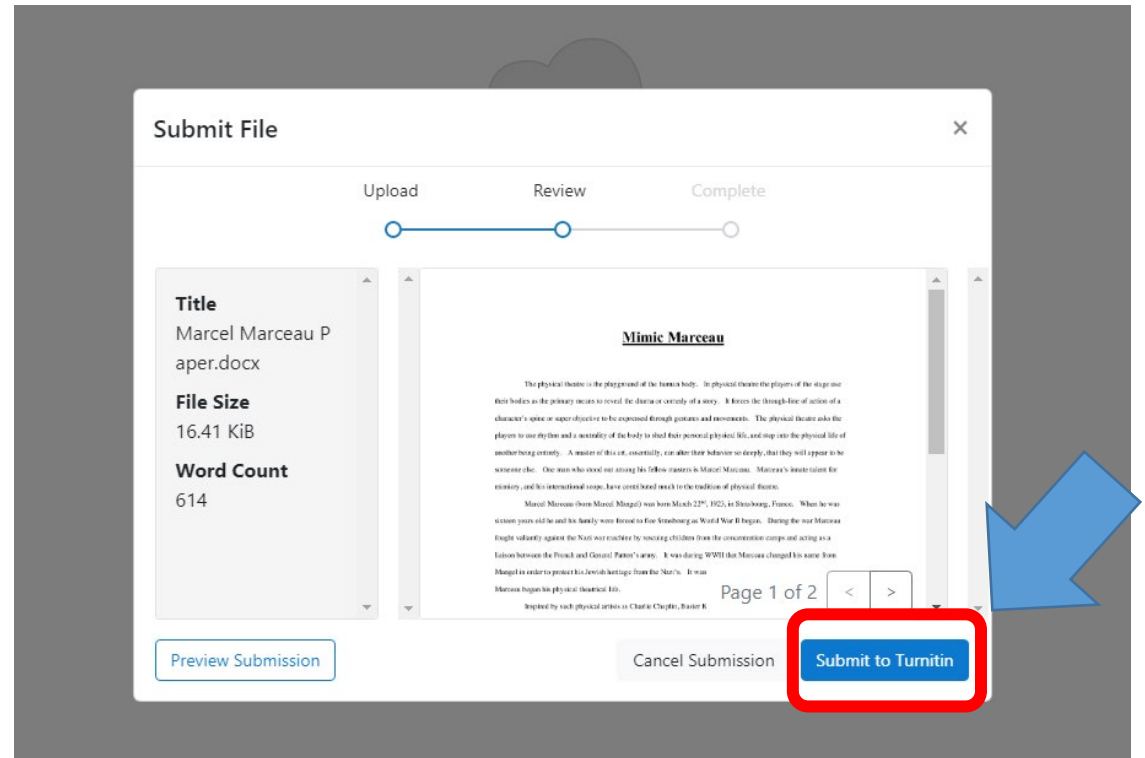 Submit File
×
Upload Review Complete
Title
Marcel Marceau P
aper.docx
File Size
16.41 KiB
Word Count
614
Mimic Marceau
The physical theatre is the playground of the human body. In physical theatre the players of the stage use
their bodies as the primary means to reveal the drama or comedy of a story. It forces the through-line of action of a
character's spine or super objective to be expressed through gestures and movements. The physical theatre asks the
players to use rhythm and a neutrality of the body to shed their personal physical life, and step into the physical life of
another being entirely. A master of this art, essentially, can alter their behavior so deeply, that they will appear to be
someone else. One man who stood out among his fellow masters is Marcel Marceau. Marceau's innate talent for
mimicry, and his international scope, have contributed much to the tradition of physical theatre.
Marcel Marceau (born Marcel Mangel) was born March 22nd, 1923, in Strasbourg, France. When he was
sixteen years old he and his family were forced to flee Strasbourg as World War II began. During the war Marceau
fought valiantly against the Nazi war machine by rescuing children from the concentration camps and acting as a
liaison between the French and General Patton's army. It was during WWII that Marceau changed his name from
Mangel in order to protect his Jewish heritage from the Nazi's. It was
Marceau began his physical theatrical life.
Inspired by such physical artists as Charlie Chaplin, Buster K
Page 1 of 2 < >
Preview Submission
Cancel Submission
Submit to Turnitin